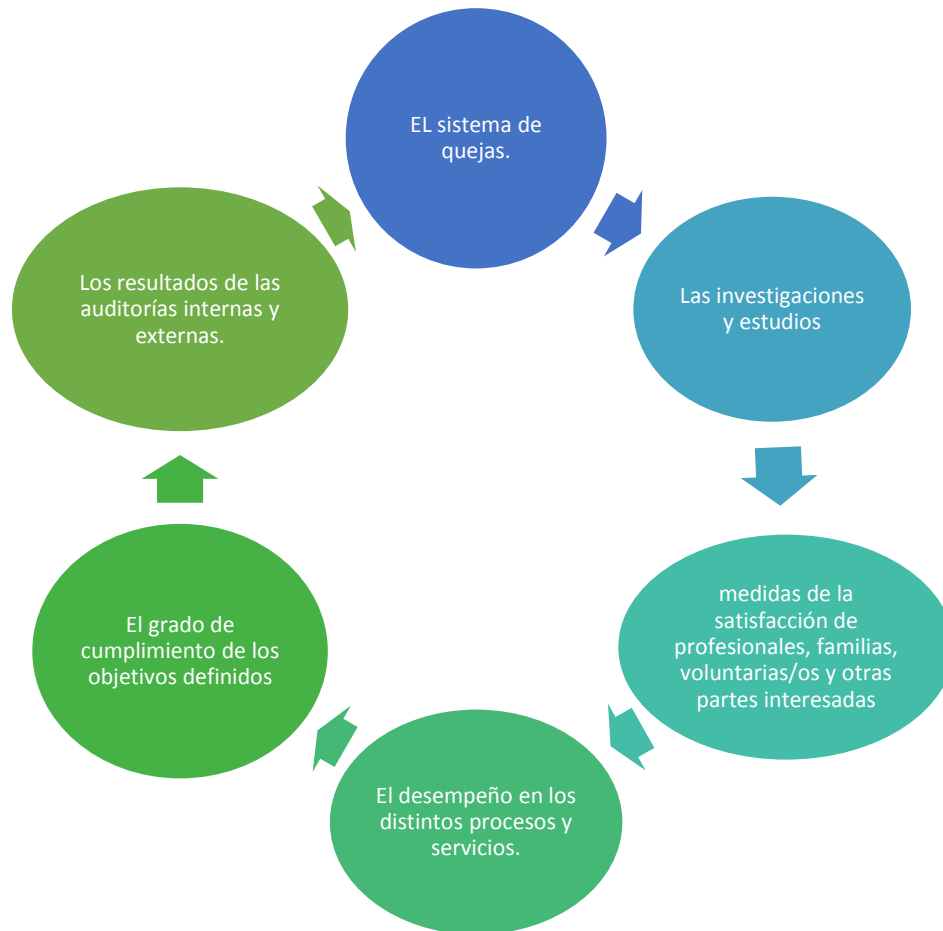 EL sistema de
quejas.
Las investigaciones
y estudios
medidas de la
satisfacción de
profesionales, familias,
voluntarias/os y otras
partes interesadas
El desempeño en los
distintos procesos y
servicios.
El grado de
cumplimiento de los
objetivos definidos
Los resultados de las
auditorías internas y
externas.